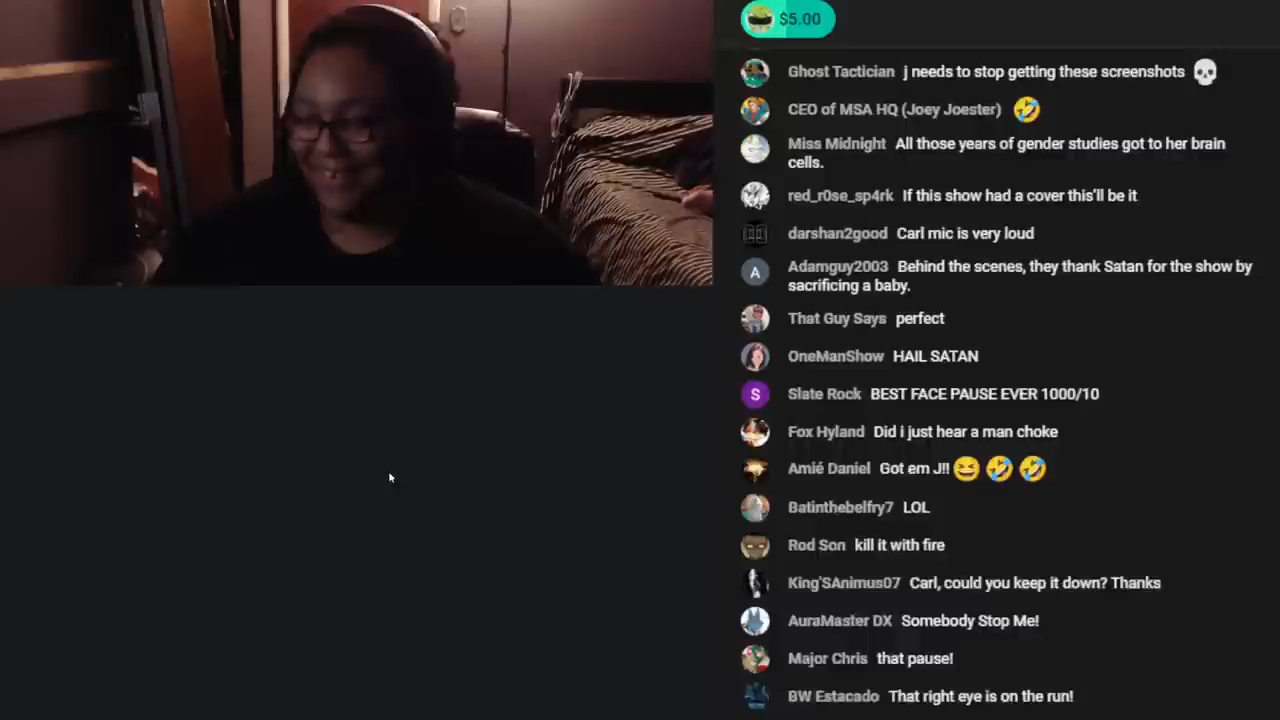 $5.00
Ghost Tactician j needs to stop getting these screenshots 💀
CEO of MSA HQ (Joey Joester) 🤣
Miss Midnight All those years of gender studies got to her brain
cells.
red_r0se_sp4rk If this show had a cover this'll be it
darshan2good Carl mic is very loud
A Adamguy2003 Behind the scenes, they thank Satan for the show by
sacrificing a baby.
That Guy Says perfect
OneManShow HAIL SATAN
S Slate Rock BEST FACE PAUSE EVER 1000/10
Fox Hyland Did i just hear a man choke
Amié Daniel Got em J!! 😆 🤣 🤣
Batinthebelfry7 LOL
Rod Son kill it with fire
King'SAnimus07 Carl, could you keep it down? Thanks
AuraMaster DX Somebody Stop Me!
Major Chris that pause!
BW Estacado That right eye is on the run!